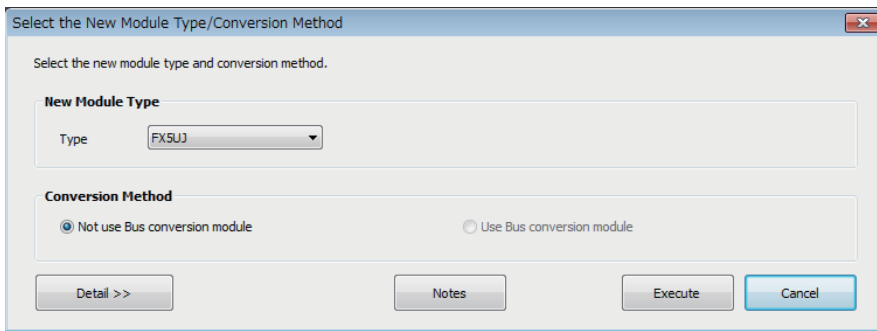 Select the New Module Type/Conversion Method
Select the new module type and conversion method.
New Module Type
Type FX5UJ
Conversion Method
Not use Bus conversion module Use Bus conversion module
Detail >> Notes Execute Cancel